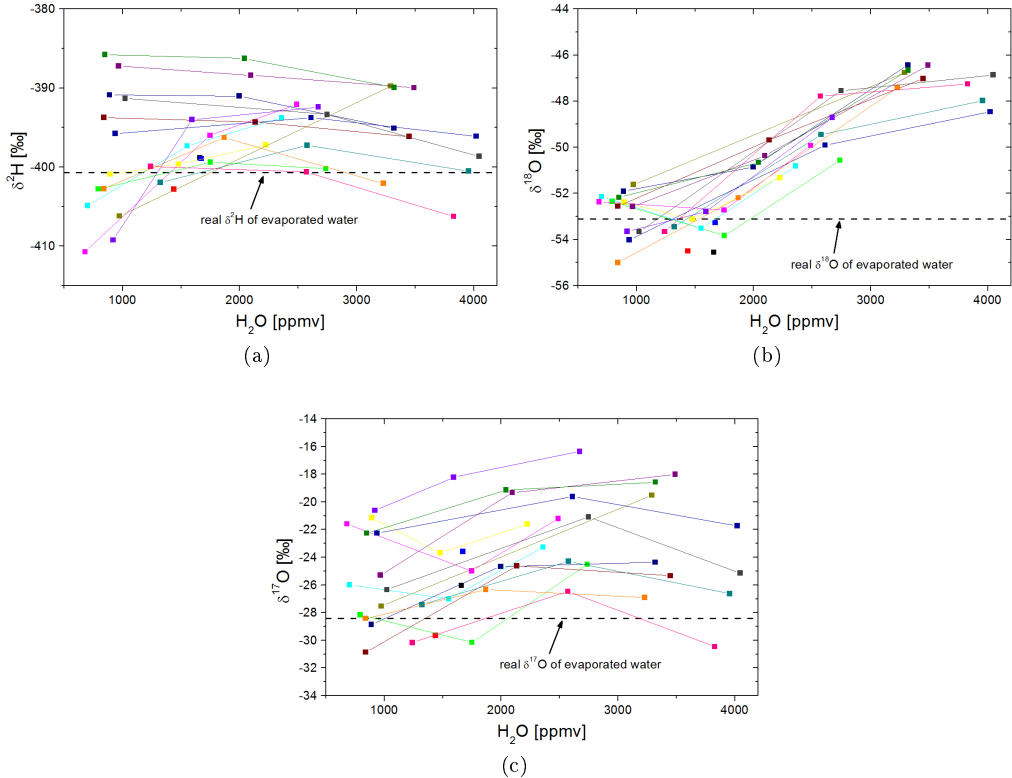 -380
-390
-400
-410
δ²H [‰]
real δ²H of evaporated water
1000 2000 3000 4000
H₂O [ppmv]
(a)
-44
-46
-48
-50
-52
-54
-56
δ¹⁸O [‰]
real δ¹⁸O of evaporated water
1000 2000 3000 4000
H₂O [ppmv]
(b)
-14
-16
-18
-20
-22
-24
-26
-28
-30
-32
-34
δ¹⁷O [‰]
real δ¹⁷O of evaporated water
1000 2000 3000 4000
H₂O [ppmv]
(c)